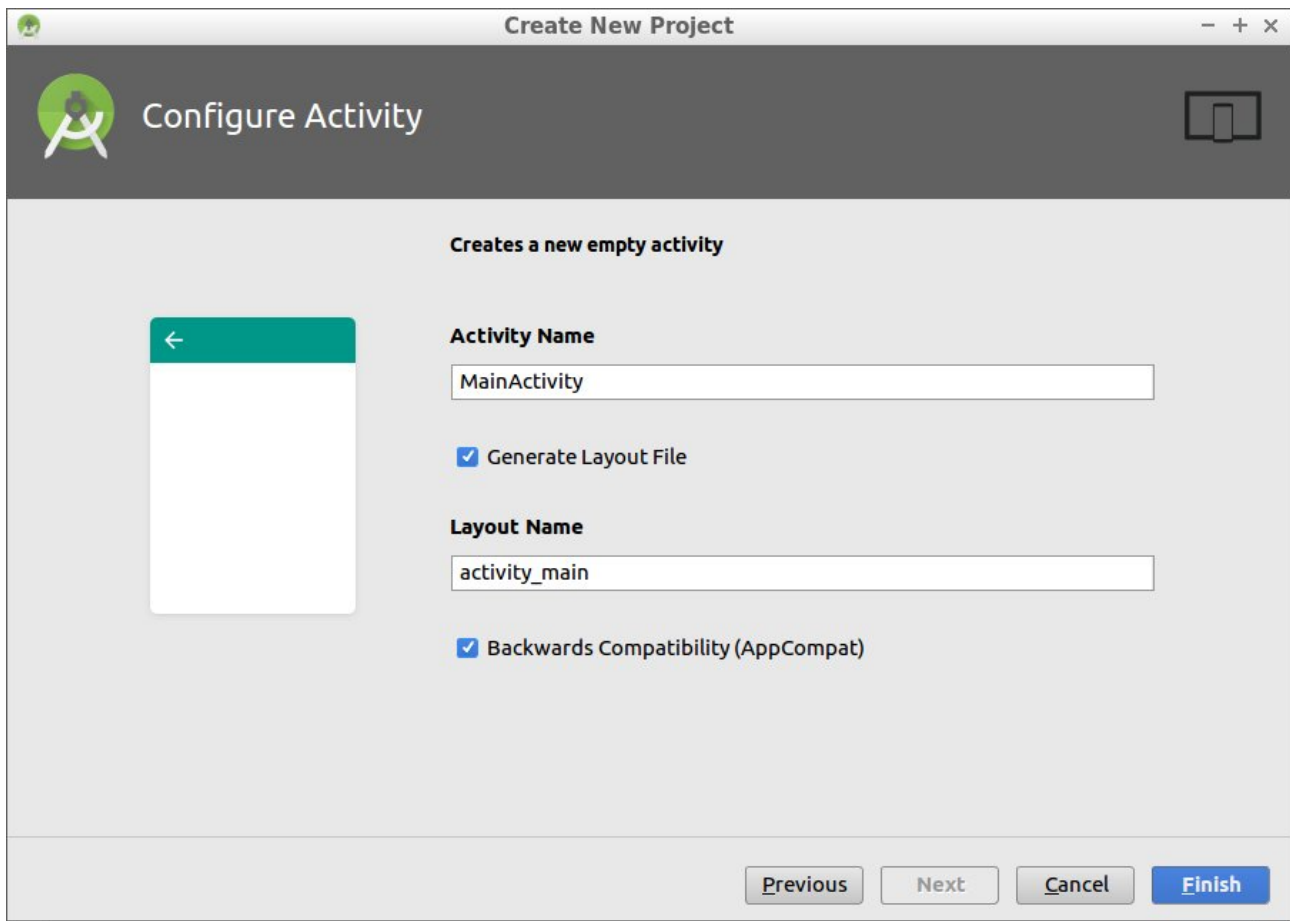 Create New Project
Configure Activity
Creates a new empty activity
Activity Name
MainActivity
Generate Layout File
Layout Name
activity_main
Backwards Compatibility (AppCompat)
Previous Next Cancel Finish